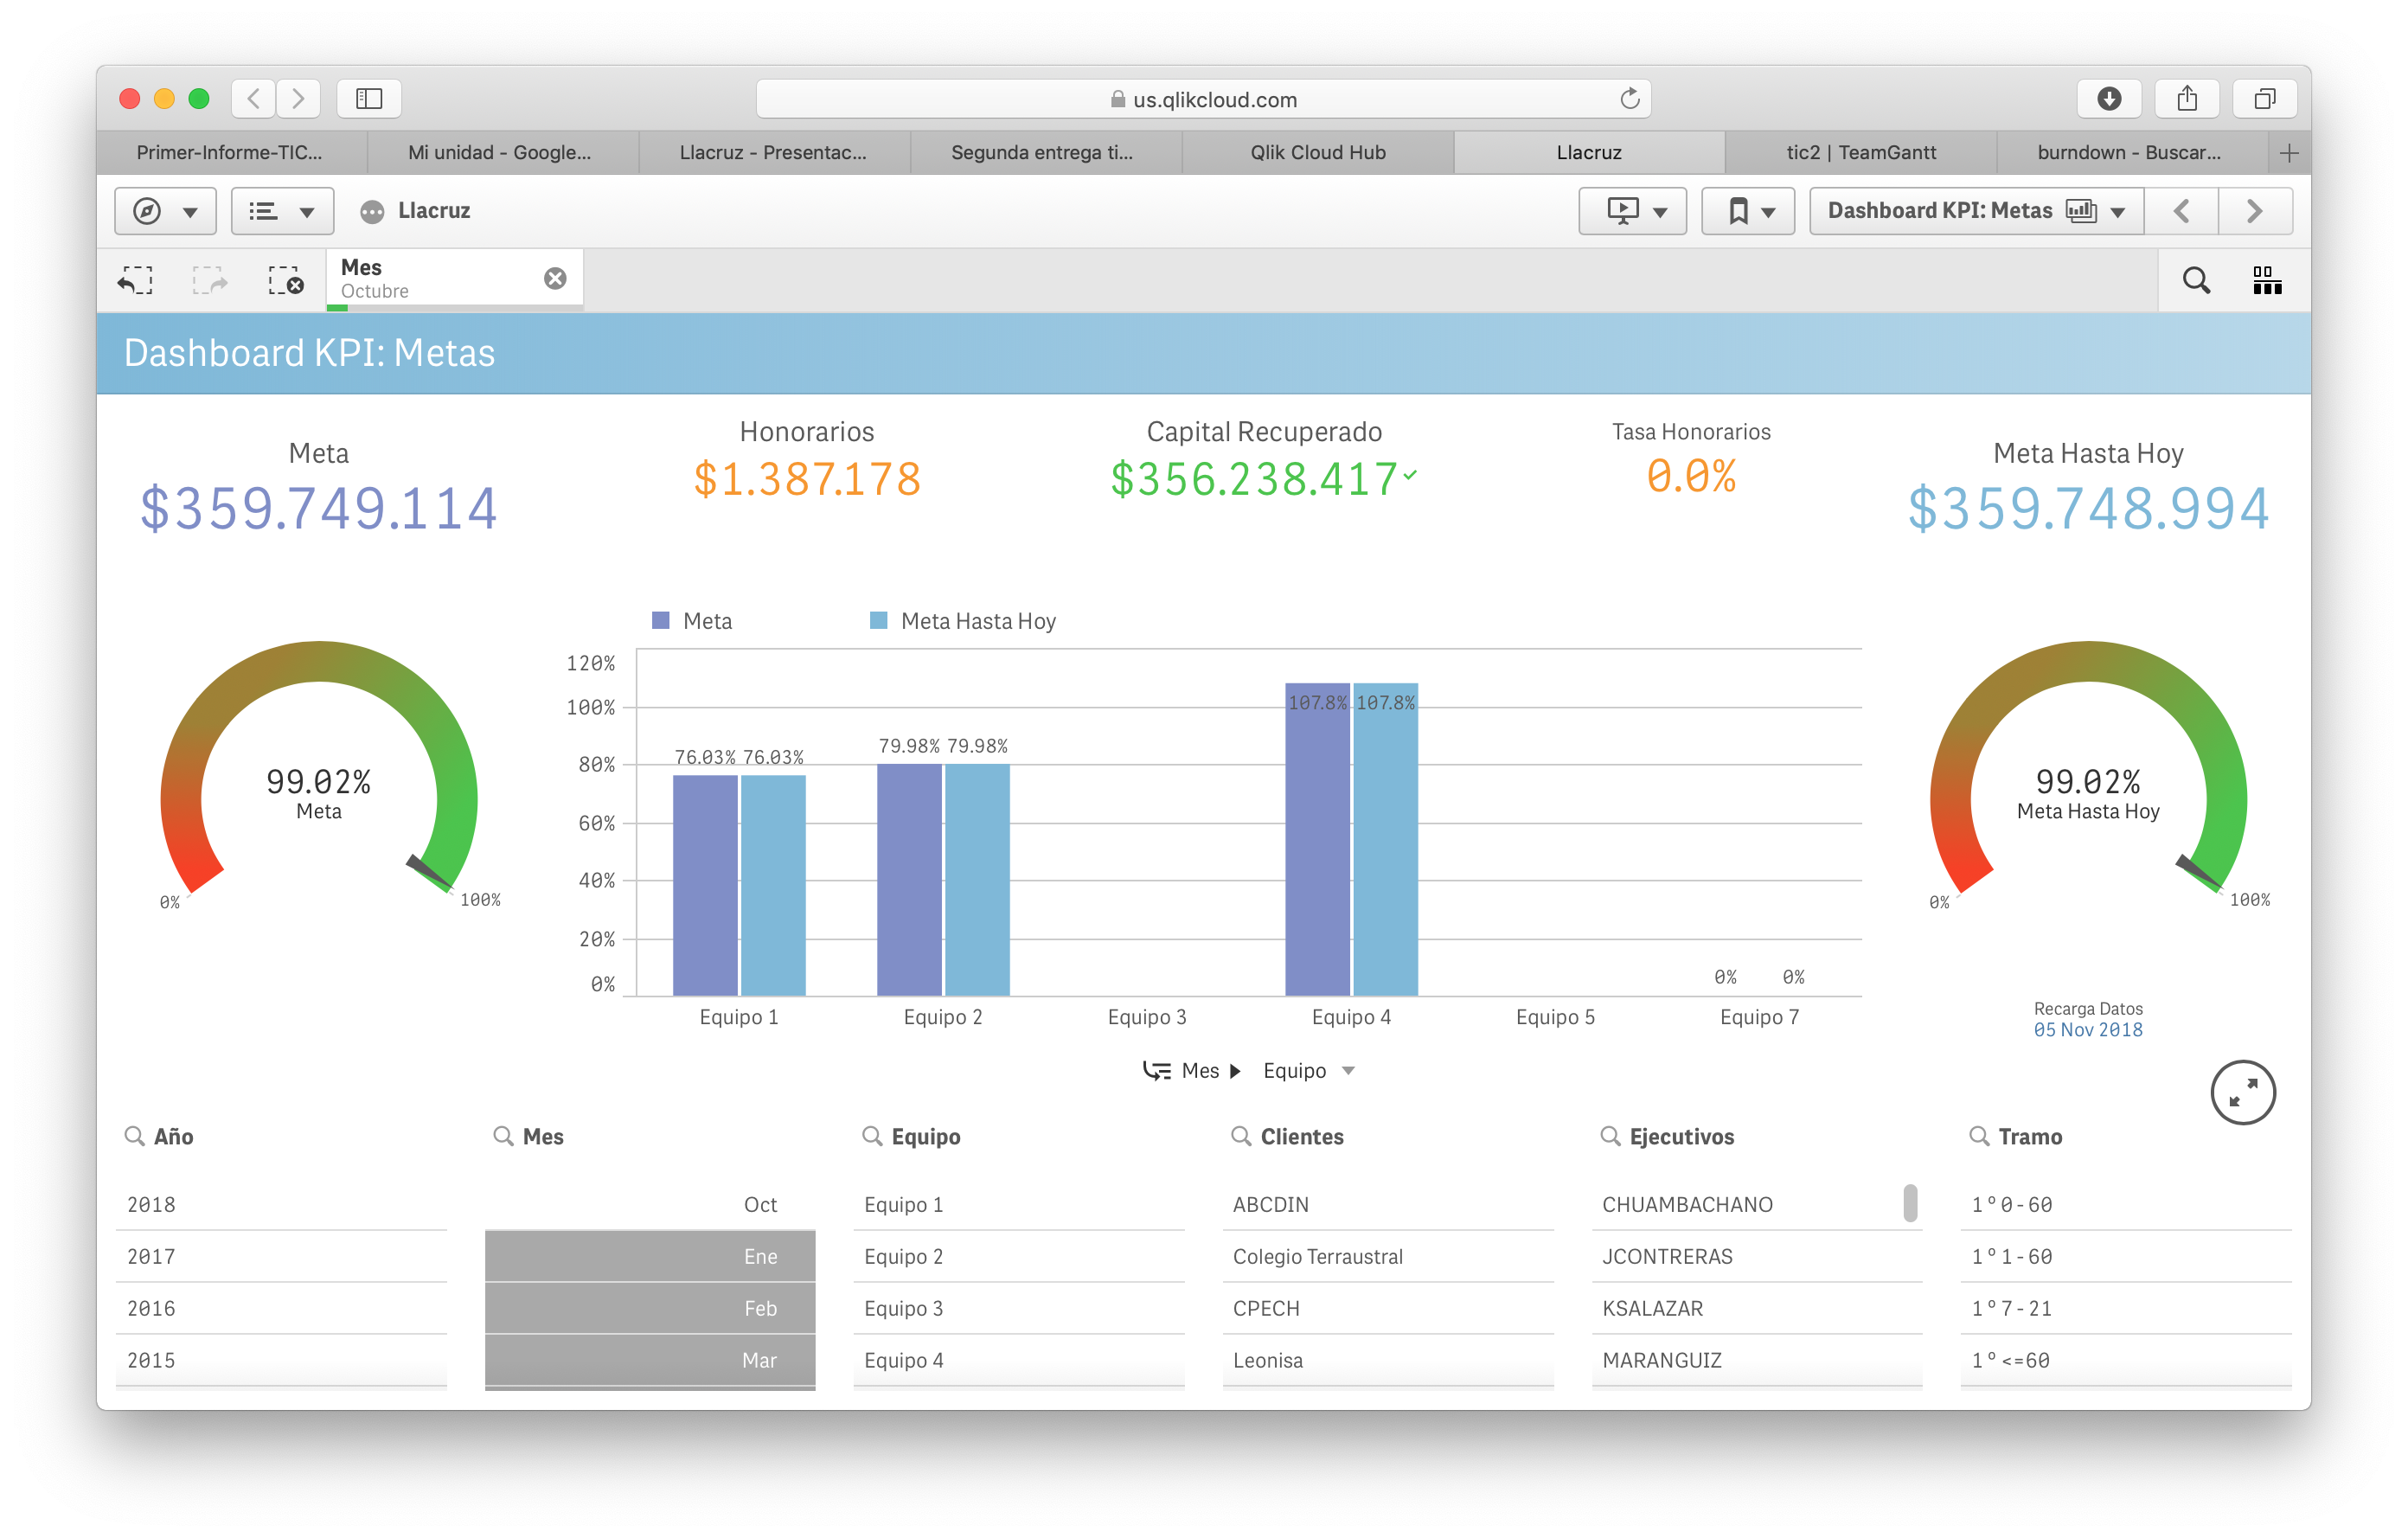 us.qlikcloud.com
Primer-Informe-TIC...
Mi unidad - Google...
Llacruz - Presentac...
Segunda entrega ti...
Qlik Cloud Hub
Llacruz
tic2 | TeamGantt
burndown - Buscar...
Llacruz
Dashboard KPI: Metas
Mes
Octubre
Dashboard KPI: Metas
Meta
$359.749.114
Honorarios
$1.387.178
Capital Recuperado
$356.238.417
Tasa Honorarios
0.0%
Meta Hasta Hoy
$359.748.994
99.02%
Meta
0%
100%
Meta
Meta Hasta Hoy
120%
100%
80%
60%
40%
20%
0%
76.03% 76.03%
79.98% 79.98%
107.8% 107.8%
0% 0%
Equipo 1
Equipo 2
Equipo 3
Equipo 4
Equipo 5
Equipo 7
Mes
Equipo
99.02%
Meta Hasta Hoy
0%
100%
Recarga Datos
05 Nov 2018
Año
2018
2017
2016
2015
Mes
Oct
Ene
Feb
Mar
Equipo
Equipo 1
Equipo 2
Equipo 3
Equipo 4
Clientes
ABCDIN
Colegio Terraustral
CPECH
Leonisa
Ejecutivos
CHUAMBACHANO
JCONTRERAS
KSALAZAR
MARANGUIZ
Tramo
1º0-60
1º1-60
1º7-21
1º<=60